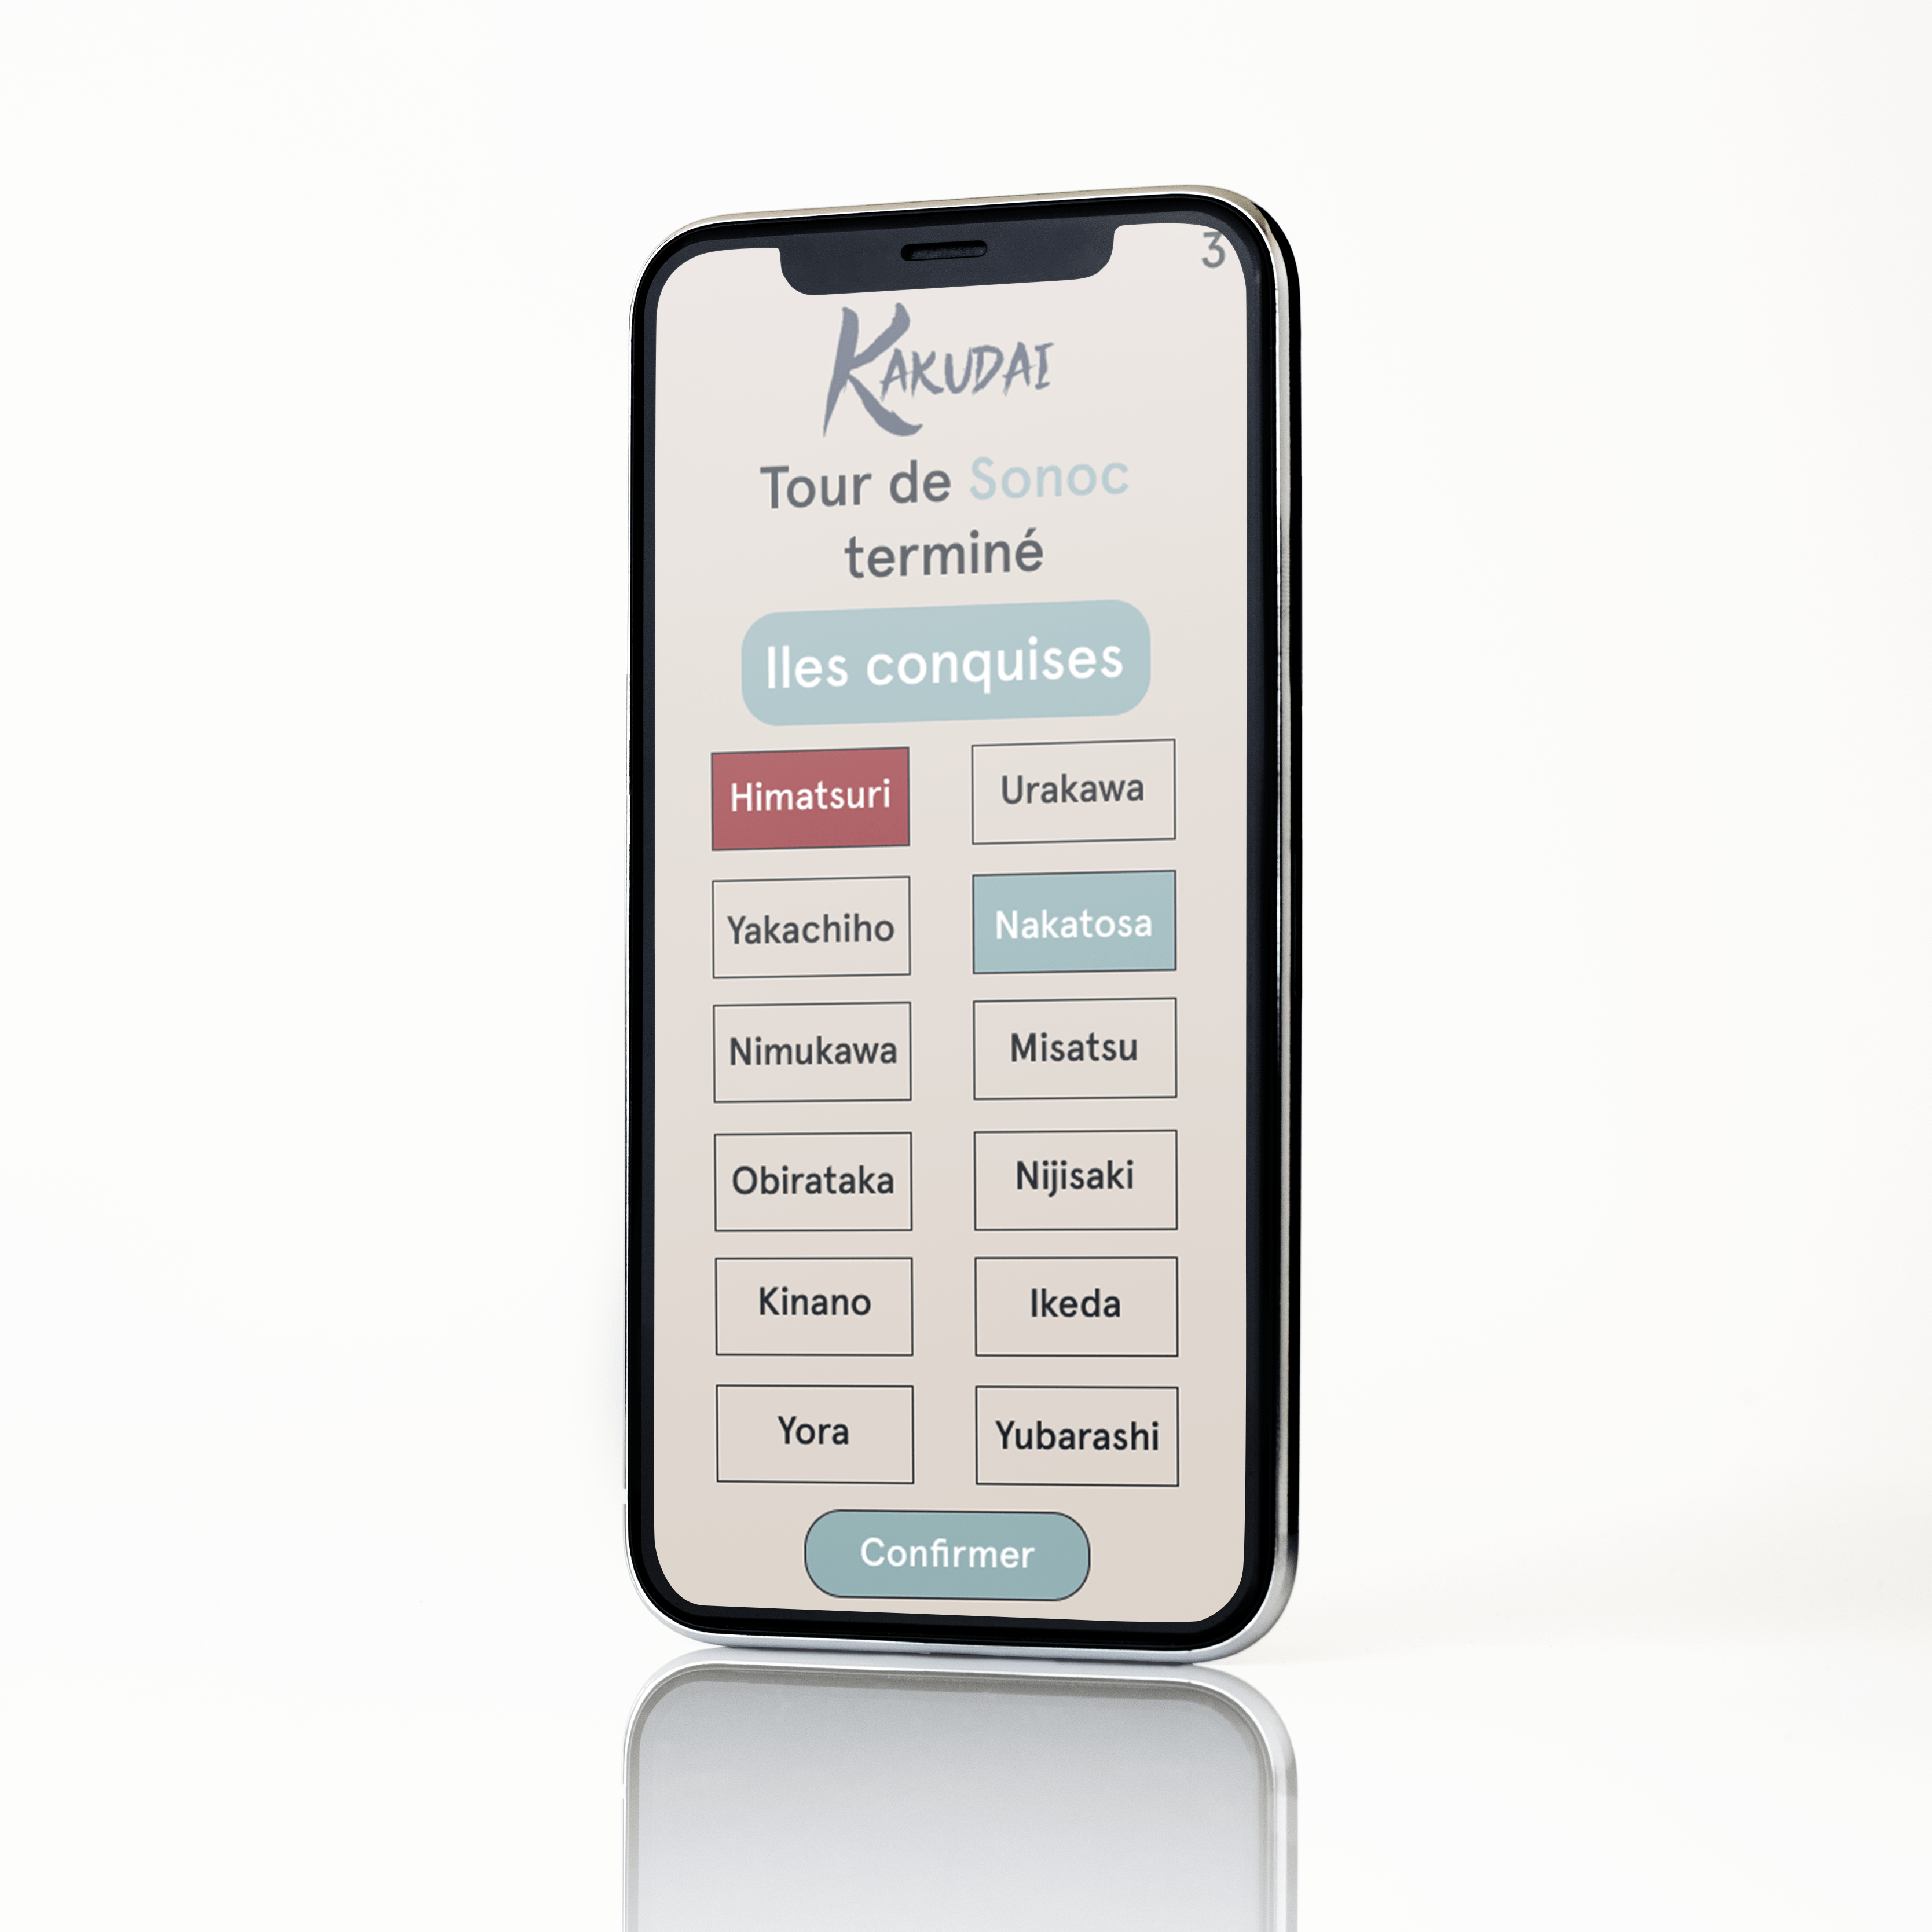 3
KAKUDAI
Tour de Sonoc
terminé
Iles conquises
Himatsuri
Urakawa
Yakachiho
Nakatosa
Nimukawa
Misatsu
Obirataka
Nijisaki
Kinano
Ikeda
Yora
Yubarashi
Confirmer